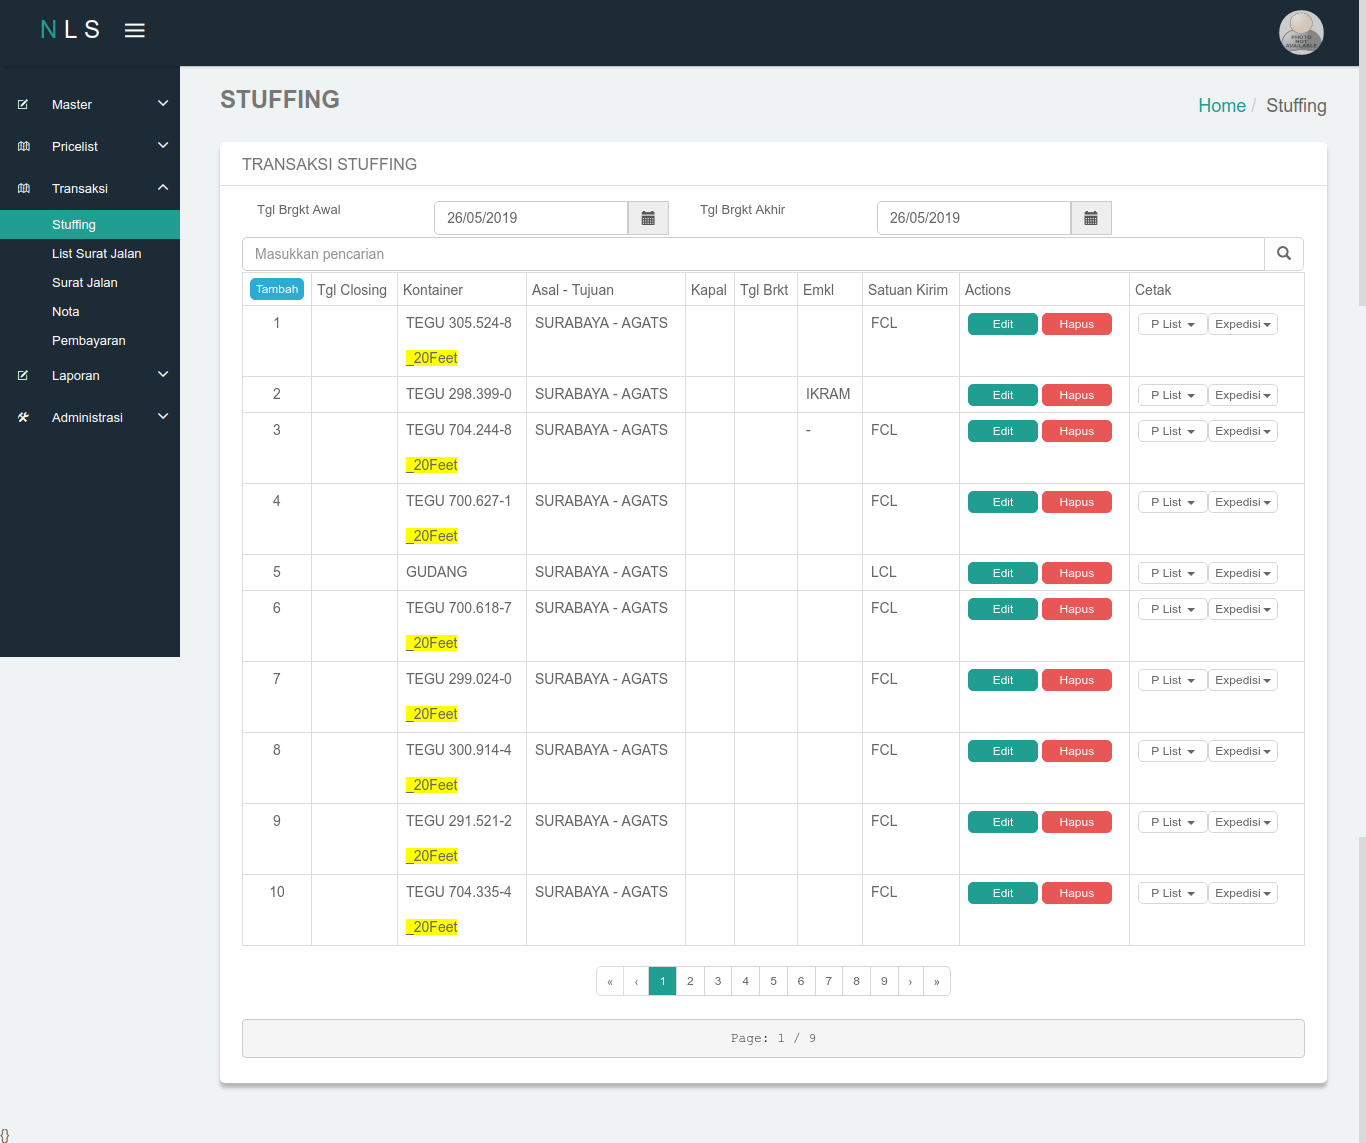 NLS
Master
Pricelist
Transaksi
Stuffing
List Surat Jalan
Surat Jalan
Nota
Pembayaran
Laporan
Administrasi
PHOTO NOT AVAILABLE
STUFFING
Home / Stuffing
TRANSAKSI STUFFING
Tgl Brgkt Awal 26/05/2019 Tgl Brgkt Akhir 26/05/2019
Masukkan pencarian
Tambah Tgl Closing Kontainer Asal - Tujuan Kapal Tgl Brkt Emkl Satuan Kirim Actions Cetak
1 TEGU 305.524-8 SURABAYA - AGATS FCL Edit Hapus P List Expedisi
_20Feet
2 TEGU 298.399-0 SURABAYA - AGATS IKRAM Edit Hapus P List Expedisi
3 TEGU 704.244-8 SURABAYA - AGATS - FCL Edit Hapus P List Expedisi
_20Feet
4 TEGU 700.627-1 SURABAYA - AGATS FCL Edit Hapus P List Expedisi
_20Feet
5 GUDANG SURABAYA - AGATS LCL Edit Hapus P List Expedisi
6 TEGU 700.618-7 SURABAYA - AGATS FCL Edit Hapus P List Expedisi
_20Feet
7 TEGU 299.024-0 SURABAYA - AGATS FCL Edit Hapus P List Expedisi
_20Feet
8 TEGU 300.914-4 SURABAYA - AGATS FCL Edit Hapus P List Expedisi
_20Feet
9 TEGU 291.521-2 SURABAYA - AGATS FCL Edit Hapus P List Expedisi
_20Feet
10 TEGU 704.335-4 SURABAYA - AGATS FCL Edit Hapus P List Expedisi
_20Feet
« ‹ 1 2 3 4 5 6 7 8 9 › »
Page: 1 / 9
{}